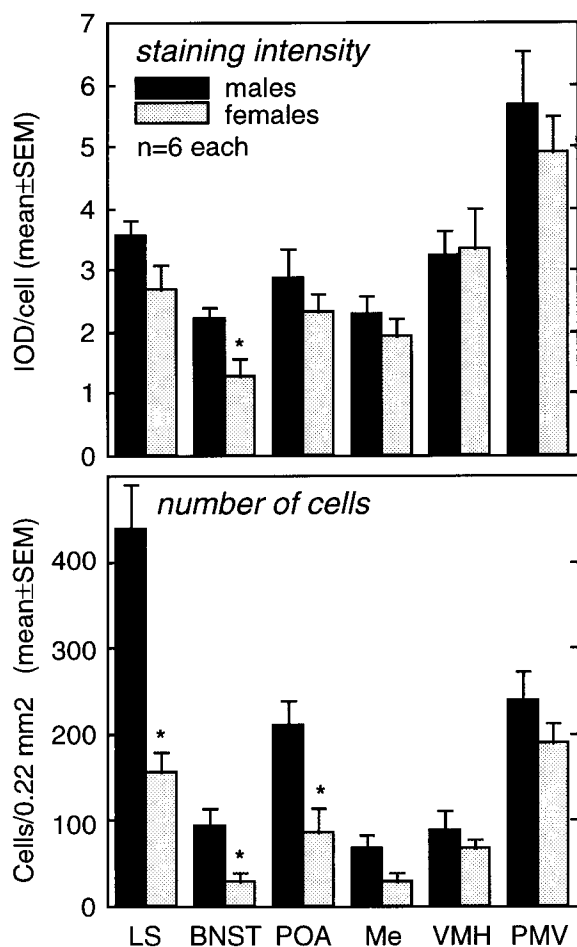 7
staining intensity
6
males
females
5
n=6 each
4
3
2
1
0
IOD/cell (mean±SEM)
*
number of cells
400
300
200
100
0
Cells/0.22 mm2 (mean±SEM)
*
*
*
LS BNST POA Me VMH PMV